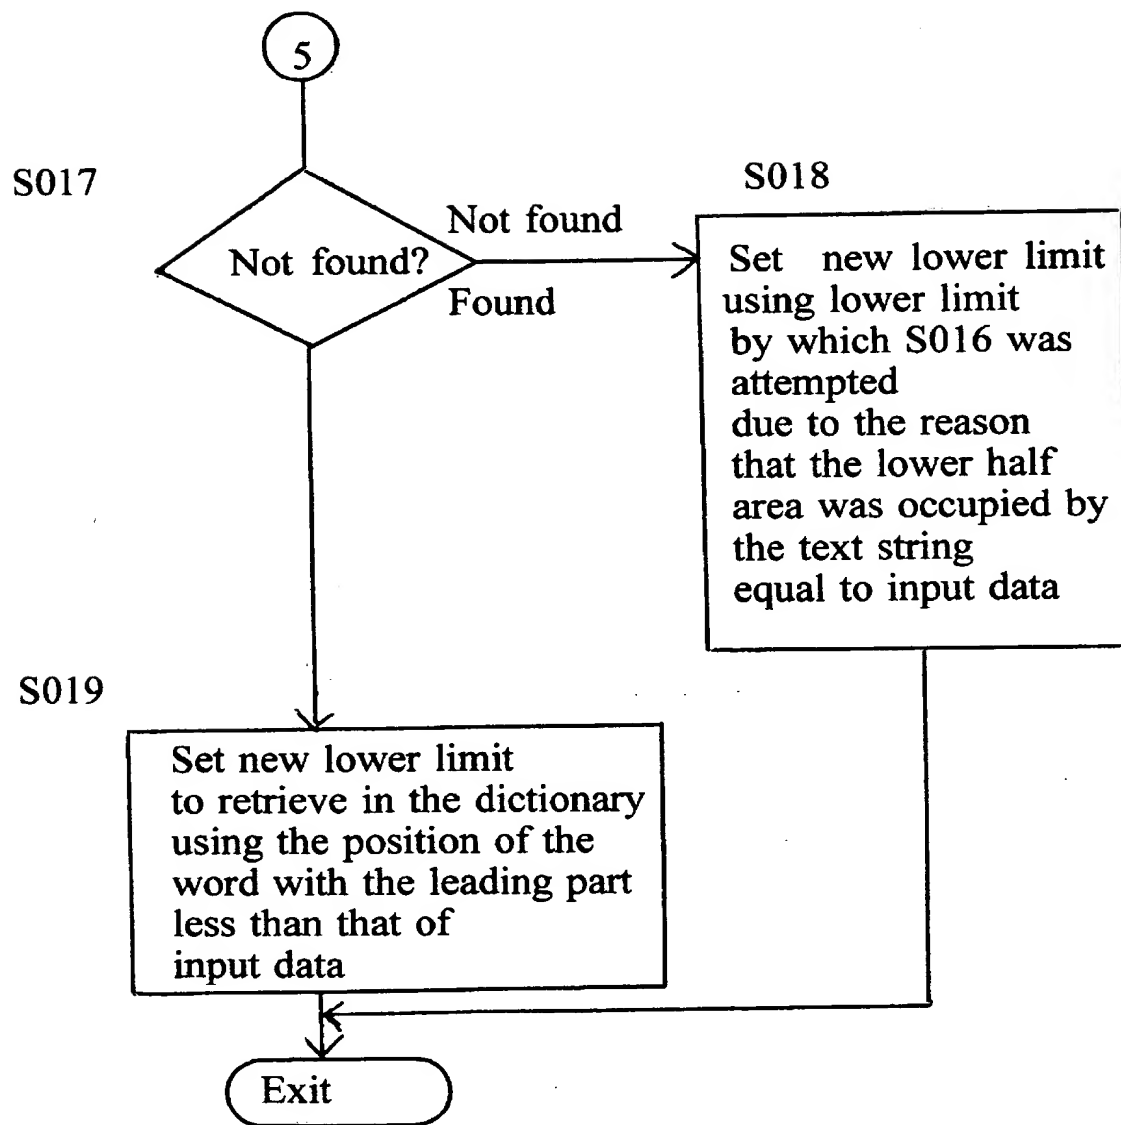 5
S017
Not found?
Not found
Found
S018
Set new lower limit
using lower limit
by which S016 was
attempted
due to the reason
that the lower half
area was occupied by
the text string
equal to input data
S019
Set new lower limit
to retrieve in the dictionary
using the position of the
word with the leading part
less than that of
input data
Exit